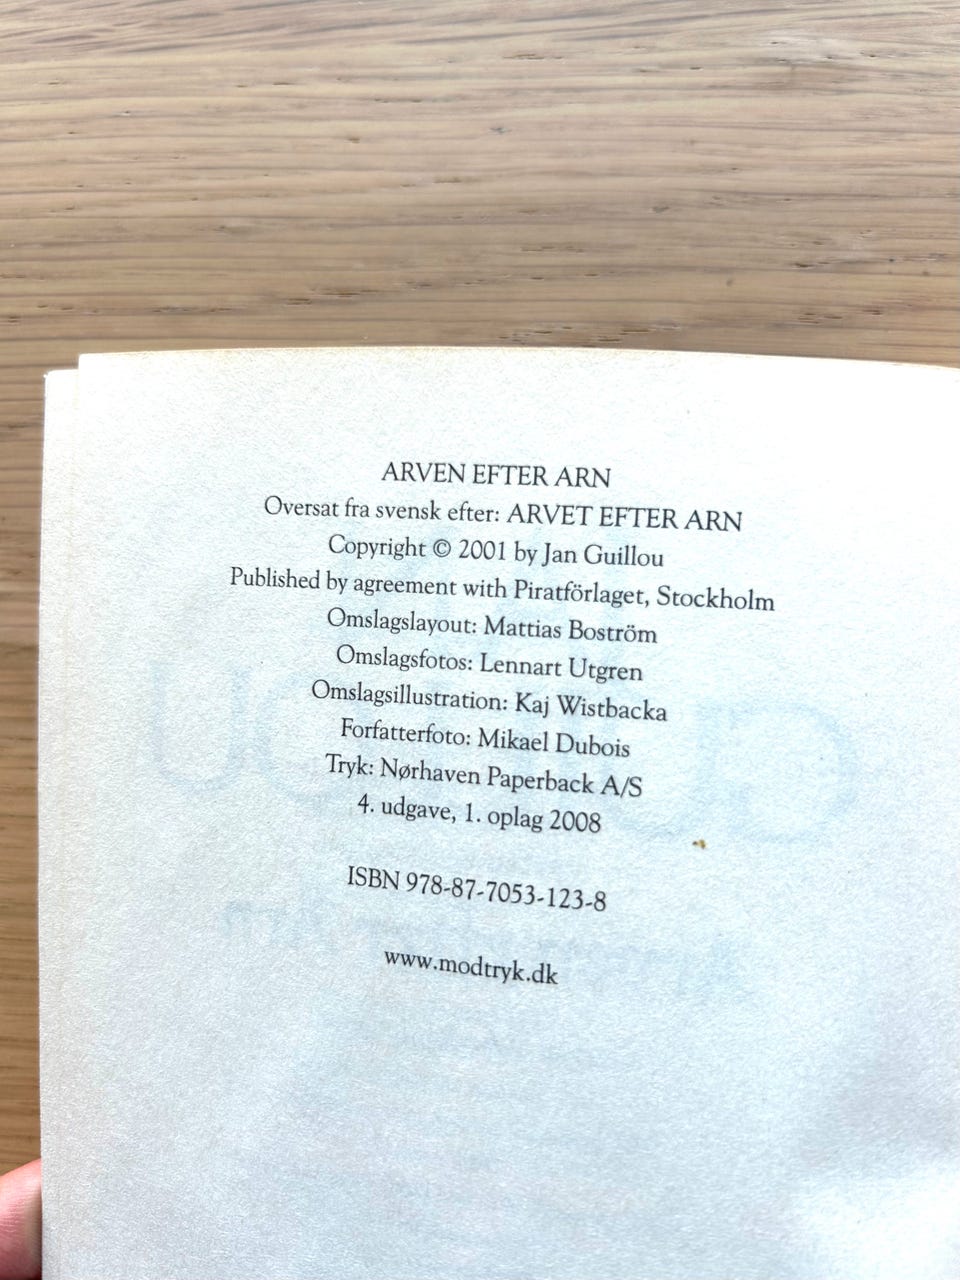 ARVEN EFTER ARN
Oversat fra svensk efter: ARVET EFTER ARN
Copyright © 2001 by Jan Guillou
Published by agreement with Piratförlaget, Stockholm
Omslagslayout: Mattias Boström
Omslagsfotos: Lennart Utgren
Omslagsillustration: Kaj Wistbacka
Forfatterfoto: Mikael Dubois
Tryk: Nørhaven Paperback A/S
4. udgave, 1. oplag 2008
ISBN 978-87-7053-123-8
www.modtryk.dk